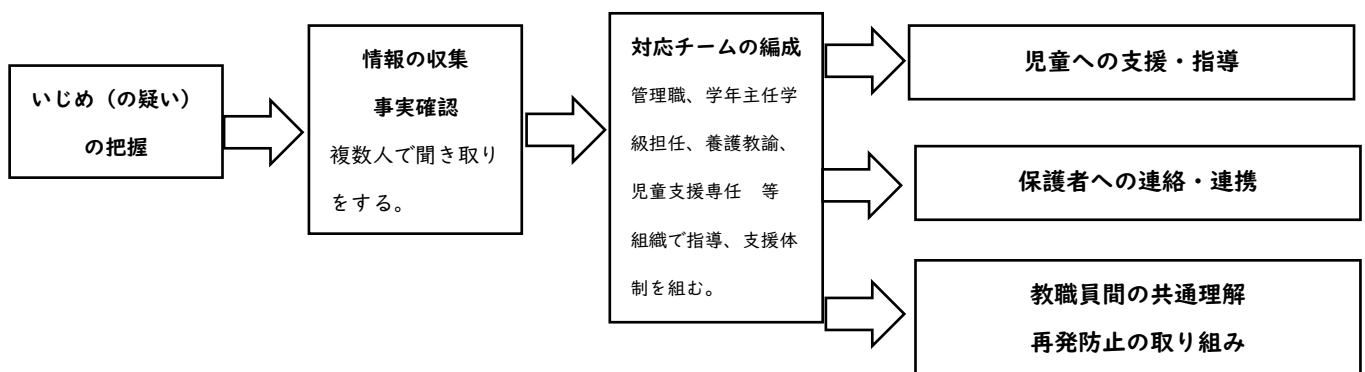 いじめ（の疑い）
の把握
情報の収集
事実確認
複数人で聞き取り
をする。
対応チームの編成
管理職、学年主任学
級担任、養護教諭、
児童支援専任　等
組織で指導、支援体
制を組む。
児童への支援・指導
保護者への連絡・連携
教職員間の共通理解
再発防止の取り組み